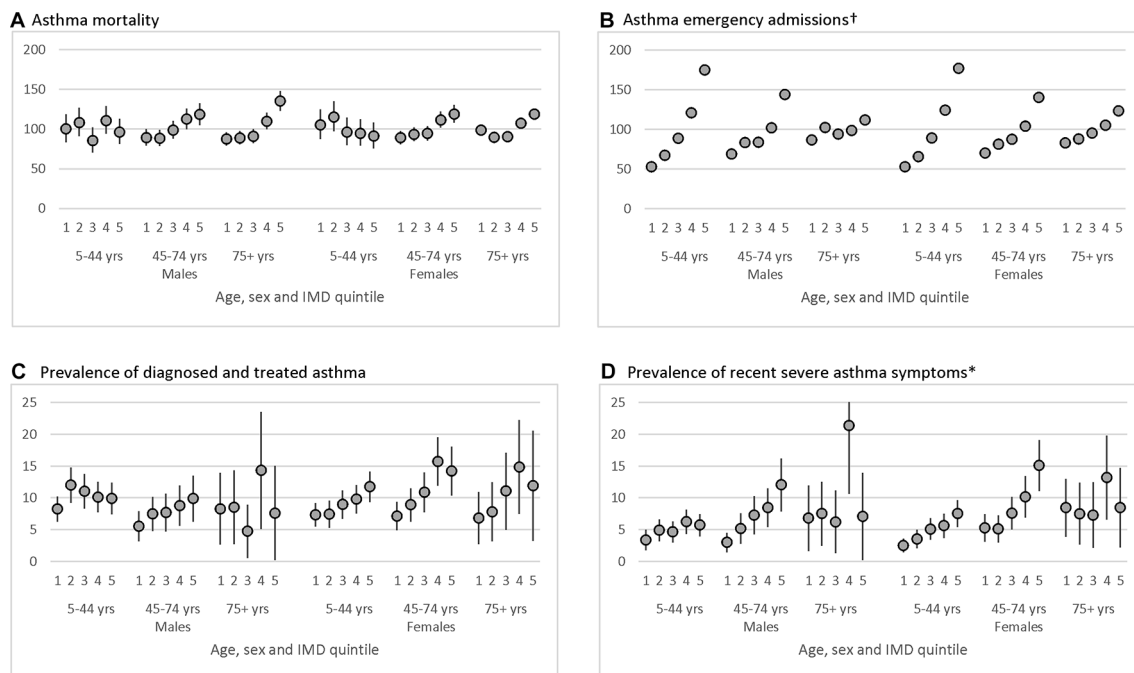 A Asthma mortality
200
150
100
50
0
1 2 3 4 5 1 2 3 4 5 1 2 3 4 5 1 2 3 4 5 1 2 3 4 5 1 2 3 4 5
5-44 yrs 45-74 yrs 75+ yrs 5-44 yrs 45-74 yrs 75+ yrs
Males Females
Age, sex and IMD quintile
B Asthma emergency admissions†
200
150
100
50
0
1 2 3 4 5 1 2 3 4 5 1 2 3 4 5 1 2 3 4 5 1 2 3 4 5 1 2 3 4 5
5-44 yrs 45-74 yrs 75+ yrs 5-44 yrs 45-74 yrs 75+ yrs
Males Females
Age, sex and IMD quintile
C Prevalence of diagnosed and treated asthma
25
20
15
10
5
0
1 2 3 4 5 1 2 3 4 5 1 2 3 4 5 1 2 3 4 5 1 2 3 4 5 1 2 3 4 5
5-44 yrs 45-74 yrs 75+ yrs 5-44 yrs 45-74 yrs 75+ yrs
Males Females
Age, sex and IMD quintile
D Prevalence of recent severe asthma symptoms*
25
20
15
10
5
0
1 2 3 4 5 1 2 3 4 5 1 2 3 4 5 1 2 3 4 5 1 2 3 4 5 1 2 3 4 5
5-44 yrs 45-74 yrs 75+ yrs 5-44 yrs 45-74 yrs 75+ yrs
Males Females
Age, sex and IMD quintile